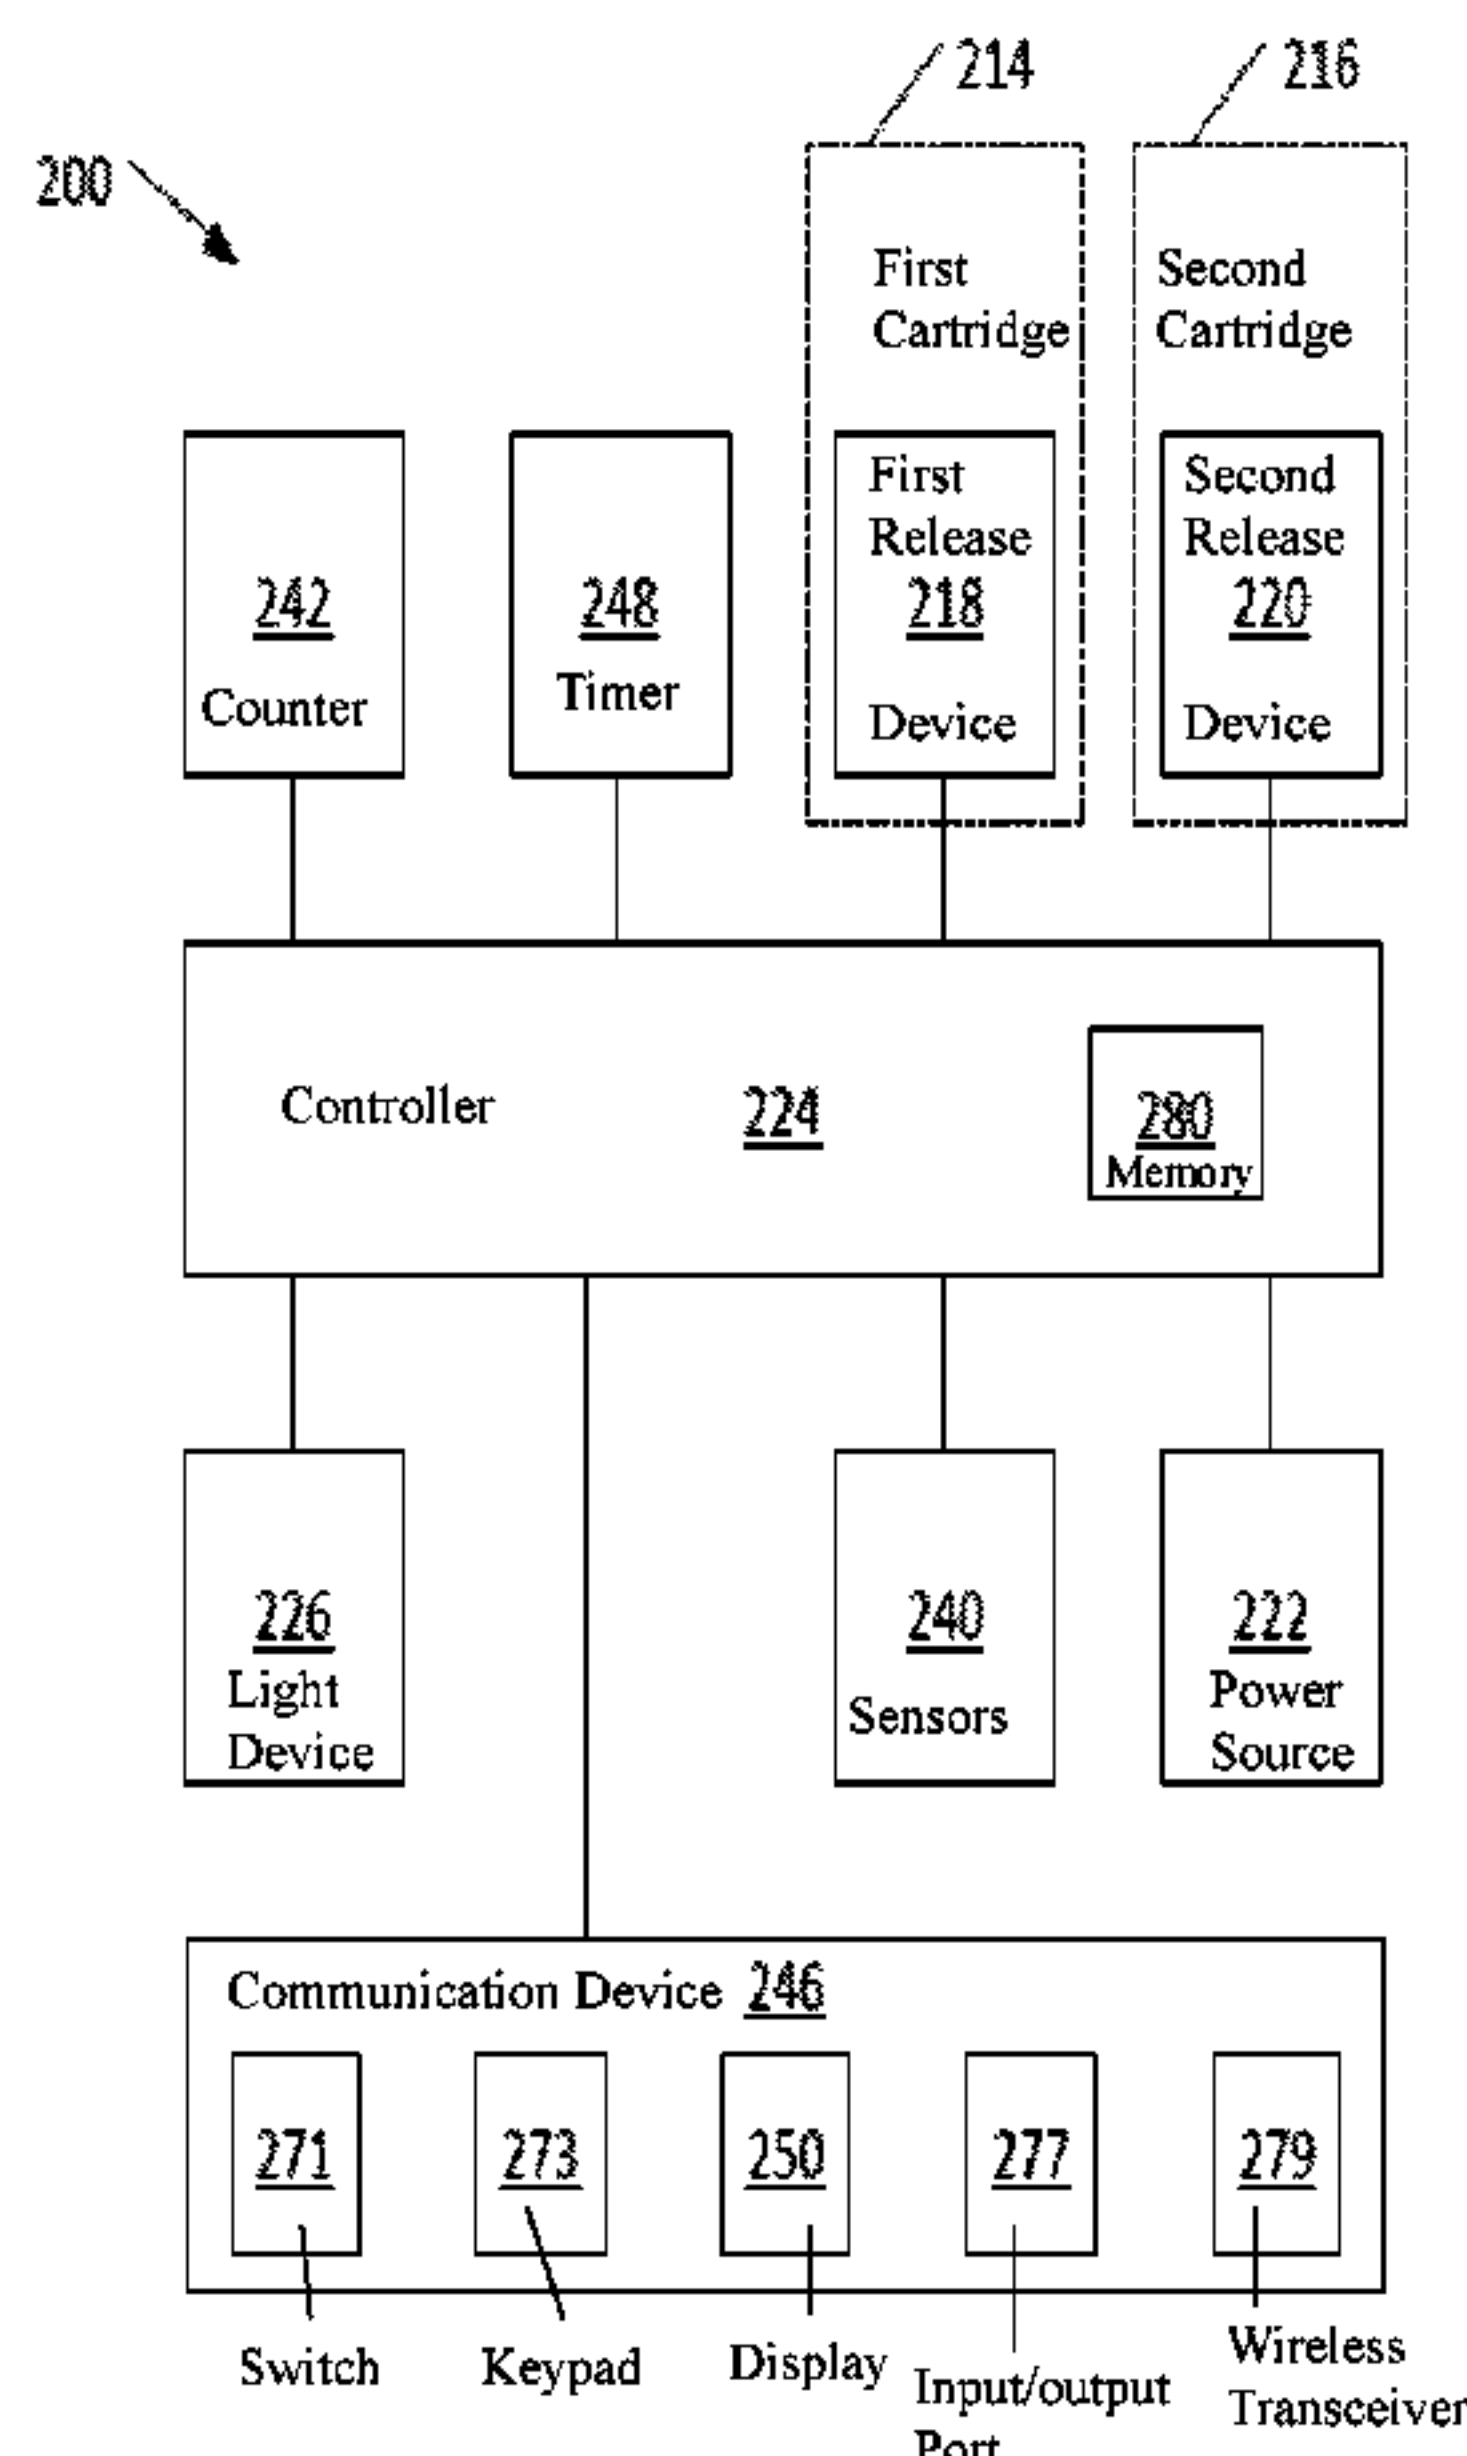 214
216
200
First
Cartridge
Second
Cartridge
First
Release
218
Device
Second
Release
220
Device
242
Counter
248
Timer
Controller
224
280
Memory
226
Light
Device
240
Sensors
222
Power
Source
Communication Device 246
271
273
250
277
279
Switch
Keypad
Display
Input/output
Port
Wireless
Transceiver